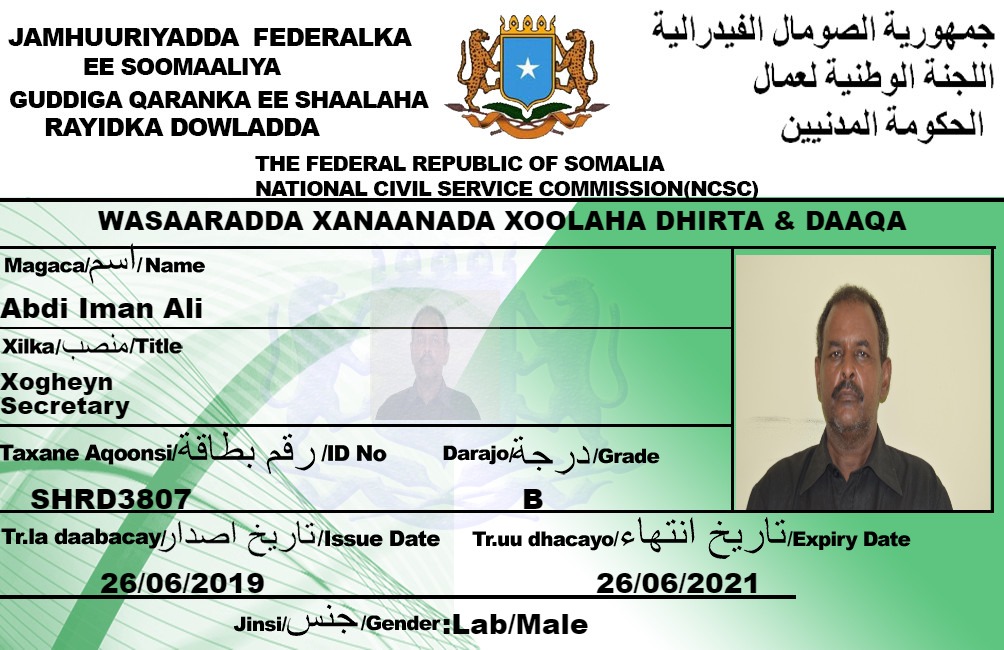 JAMHUURIYADDA FEDERALKA
EE SOOMAALIYA
GUDDIGA QARANKA EE SHAALAHA
RAYIDKA DOWLADDA
جمهورية الصومال الفيدرالية
اللجنة الوطنية لعمال
الحكومة المدنيين
THE FEDERAL REPUBLIC OF SOMALIA
NATIONAL CIVIL SERVICE COMMISSION(NCSC)
WASAARADDA XANAANADA XOOLAHA DHIRTA & DAAQA
Magaca/اسم/Name
Abdi Iman Ali
Xilka/منصب/Title
Xogheyn
Secretary
Taxane Aqoonsi/رقم بطاقة/ID No
SHRD3807
Darajo/درجة/Grade
B
Tr.la daabacay/تاريخ اصدار/Issue Date
26/06/2019
Tr.uu dhacayo/تاريخ انتهاء/Expiry Date
26/06/2021
Jinsi/جنس/Gender:Lab/Male